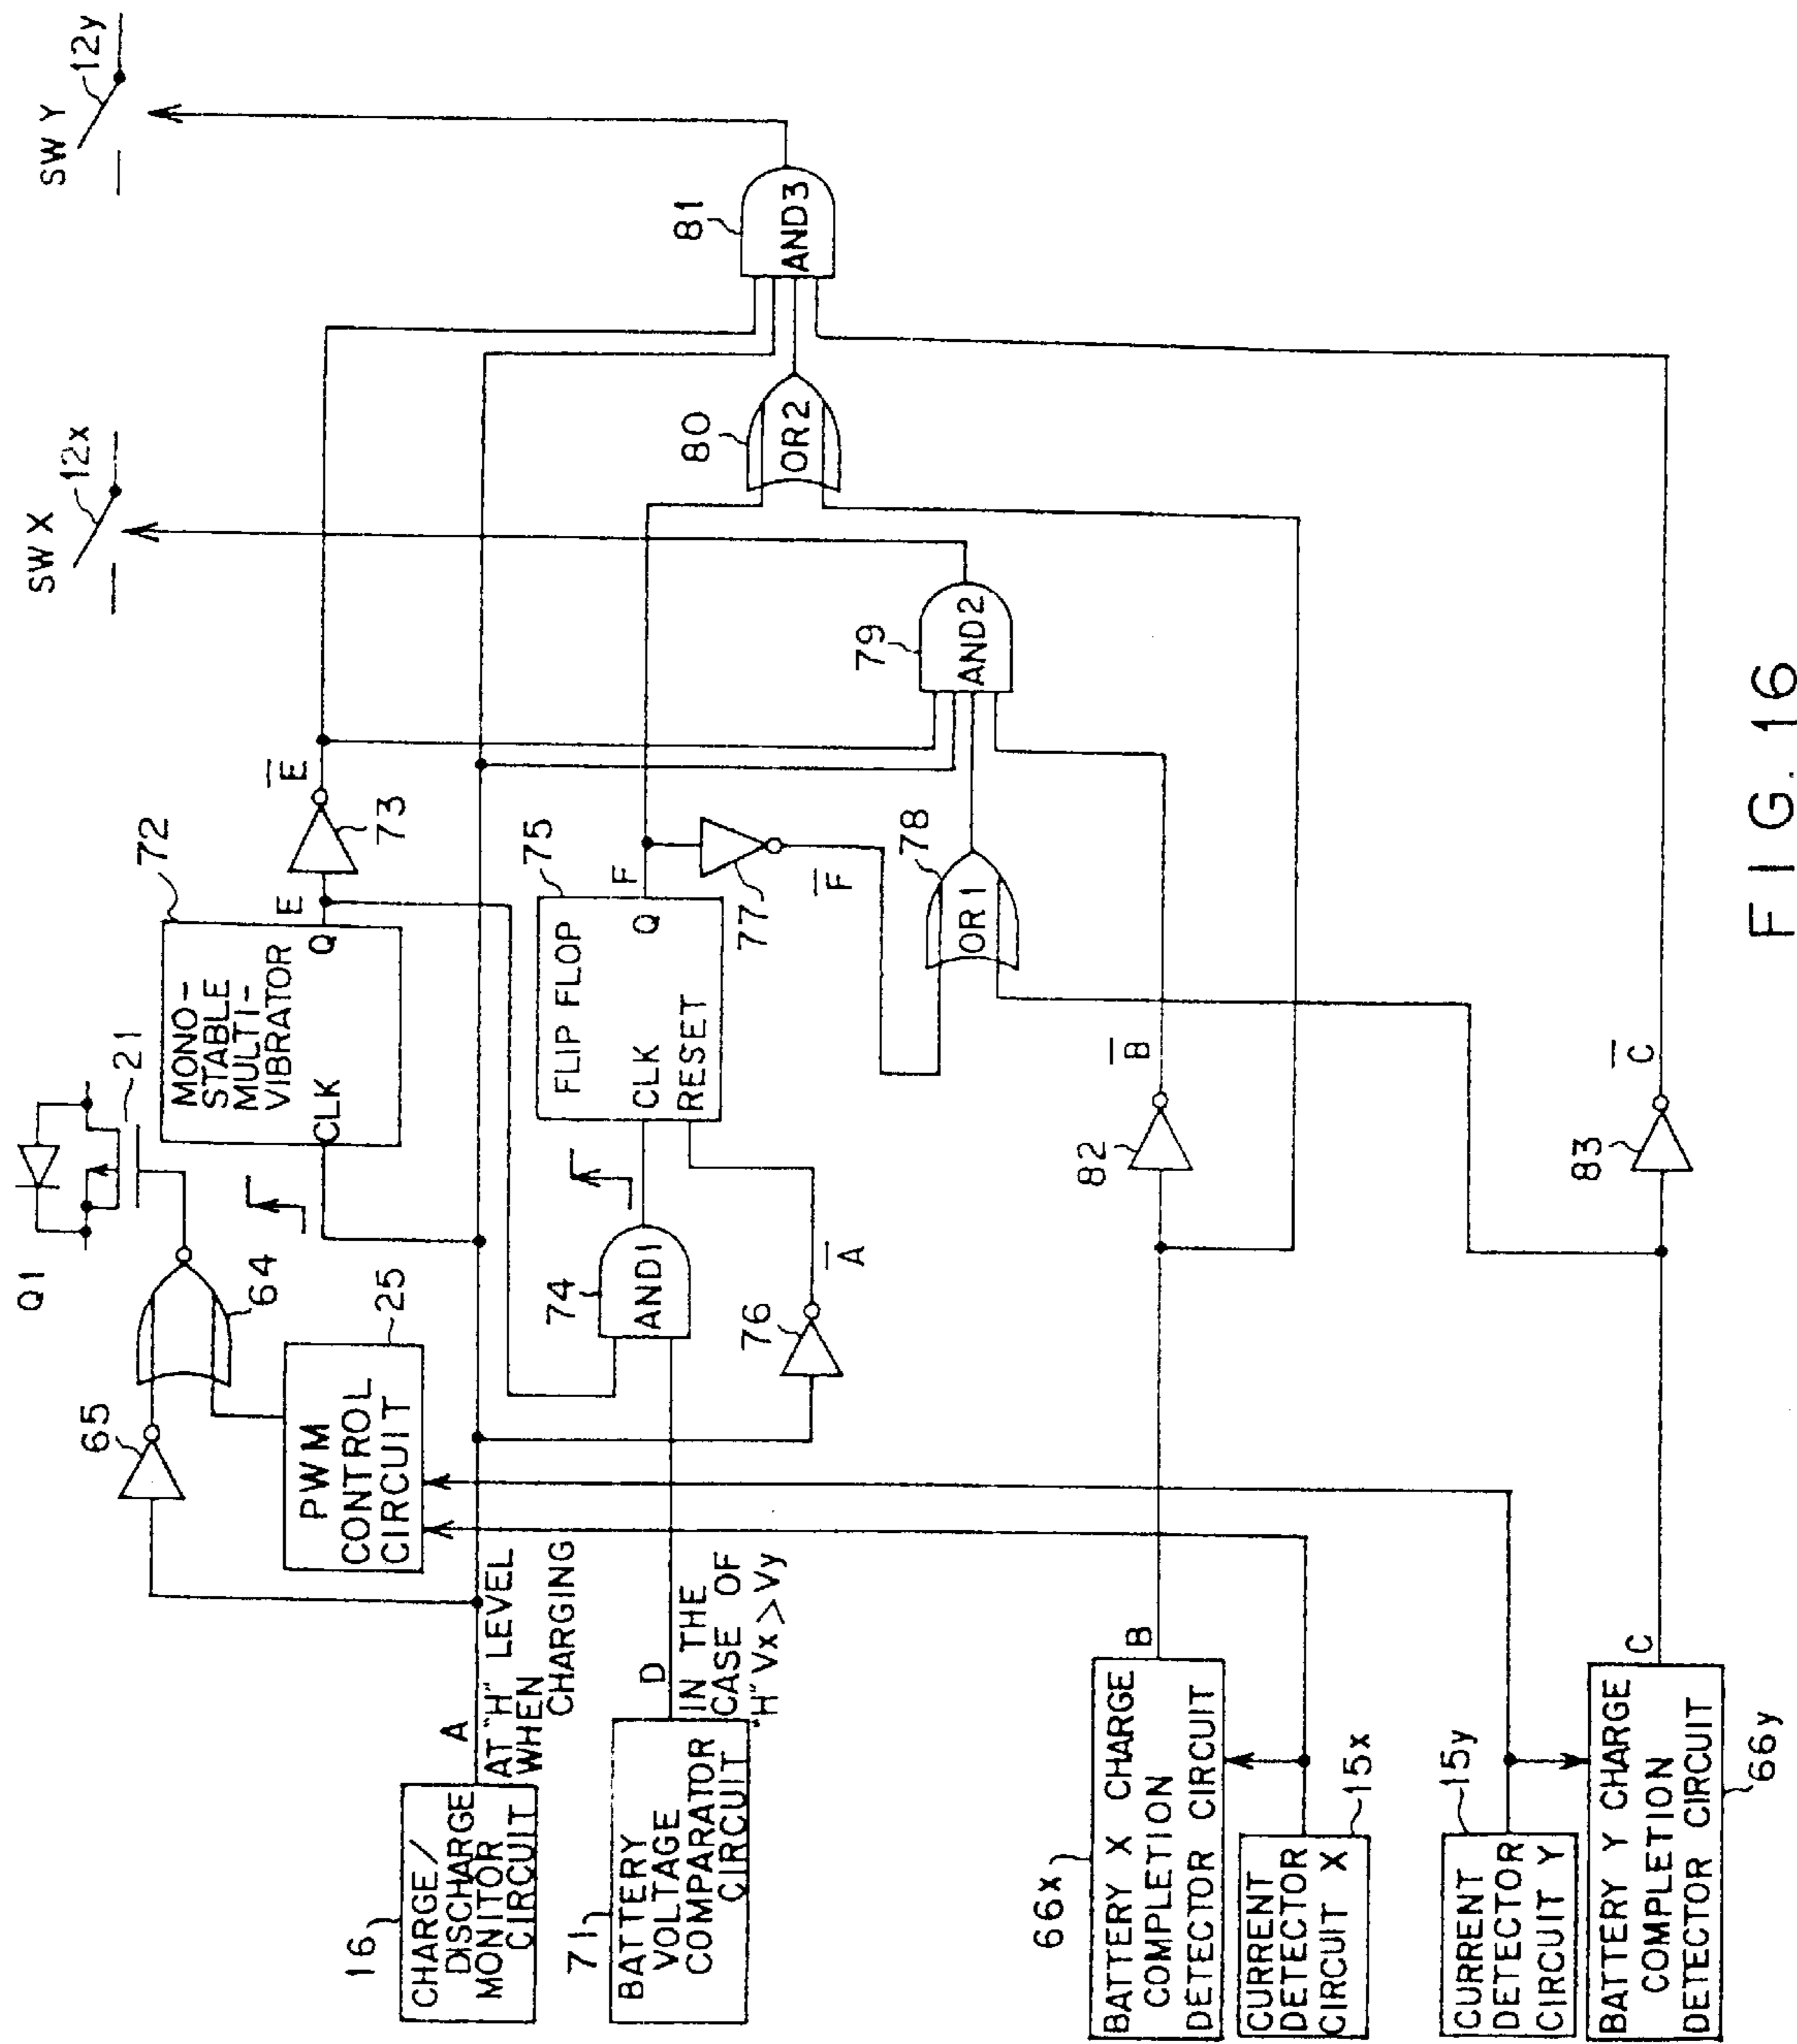 SW X
12x
SW Y
12y
Q1
21
64
65
25
PWM
CONTROL
CIRCUIT
72
MONO-
STABLE
MULTI-
VIBRATOR
CLK
Q
E
E̅
73
16
CHARGE/
DISCHARGE
MONITOR
CIRCUIT
A
AT "H" LEVEL
WHEN
CHARGING
71
BATTERY
VOLTAGE
COMPARATOR
CIRCUIT
D
IN THE
CASE OF
"H" Vx>Vy
74
AND1
76
A̅
75
FLIP FLOP
CLK
RESET
Q
F
77
F̅
78
OR1
79
AND2
80
OR2
81
AND3
66x
BATTERY X CHARGE
COMPLETION
DETECTOR CIRCUIT
B
82
B̅
CURRENT
DETECTOR
CIRCUIT X
15x
CURRENT
DETECTOR
CIRCUIT Y
15y
BATTERY Y CHARGE
COMPLETION
DETECTOR CIRCUIT
66y
C
83
C̅
FIG. 16